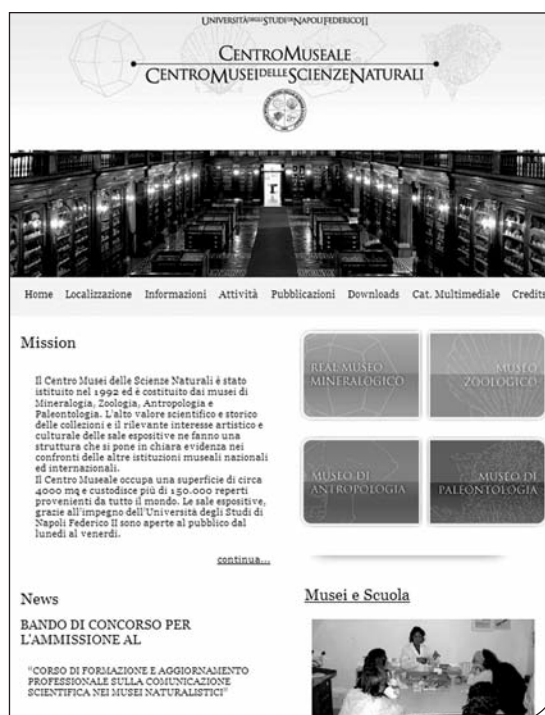 UNIVERSITÀ DEGLI STUDI DI NAPOLI FEDERICO II
CENTRO MUSEALE
CENTRO MUSEI DELLE SCIENZE NATURALI
Home Localizzazione Informazioni Attività Pubblicazioni Downloads Cat. Multimediale Credits
Mission
Il Centro Musei delle Scienze Naturali è stato
istituito nel 1992 ed è costituito dai musei di
Mineralogia, Zoologia, Antropologia e
Paleontologia. L'alto valore scientifico e storico
delle collezioni e il rilevante interesse artistico e
culturale delle sale espositive ne fanno una
struttura che si pone in chiara evidenza nei
confronti delle altre istituzioni museali nazionali
ed internazionali.
Il Centro Museale occupa una superficie di circa
4000 mq e custodisce più di 150.000 reperti
provenienti da tutto il mondo. Le sale espositive,
grazie all'impegno dell'Università degli Studi di
Napoli Federico II sono aperte al pubblico dal
lunedì al venerdì.
continua...
REAL MUSEO
MINERALOGICO
MUSEO
ZOOLOGICO
MUSEO DI
ANTROPOLOGIA
MUSEO DI
PALEONTOLOGIA
News
BANDO DI CONCORSO PER
L'AMMISSIONE AL
"CORSO DI FORMAZIONE E AGGIORNAMENTO
PROFESSIONALE SULLA COMUNICAZIONE
SCIENTIFICA NEI MUSEI NATURALISTICI"
Musei e Scuola